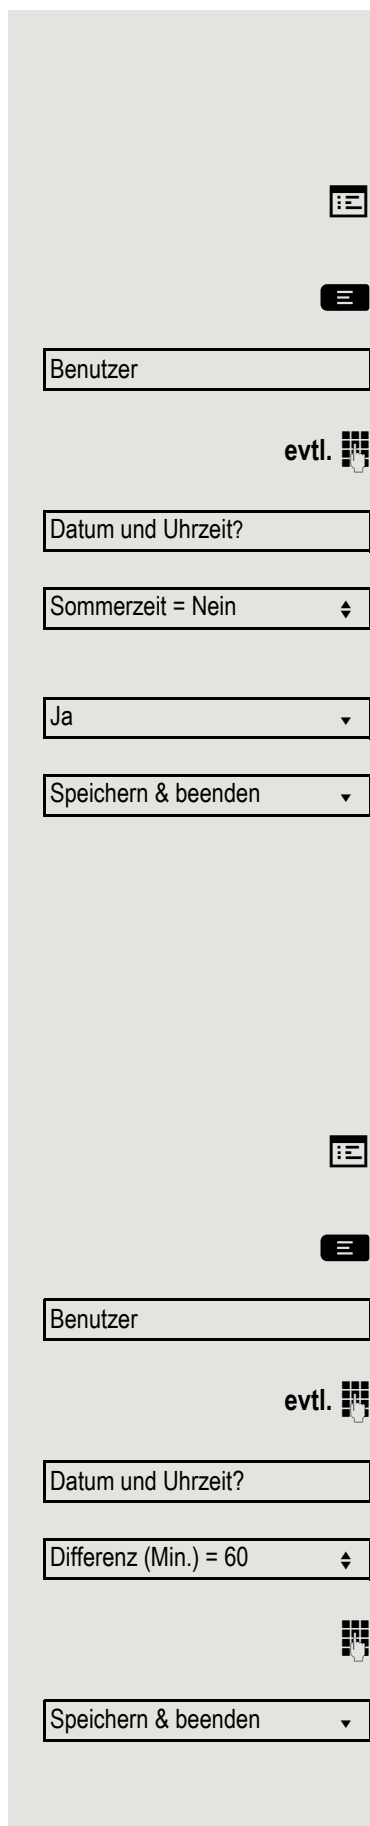 Benutzer
evtl.
Datum und Uhrzeit?
Sommerzeit = Nein
Ja
Speichern & beenden
Benutzer
evtl.
Datum und Uhrzeit?
Differenz (Min.) = 60
Speichern & beenden